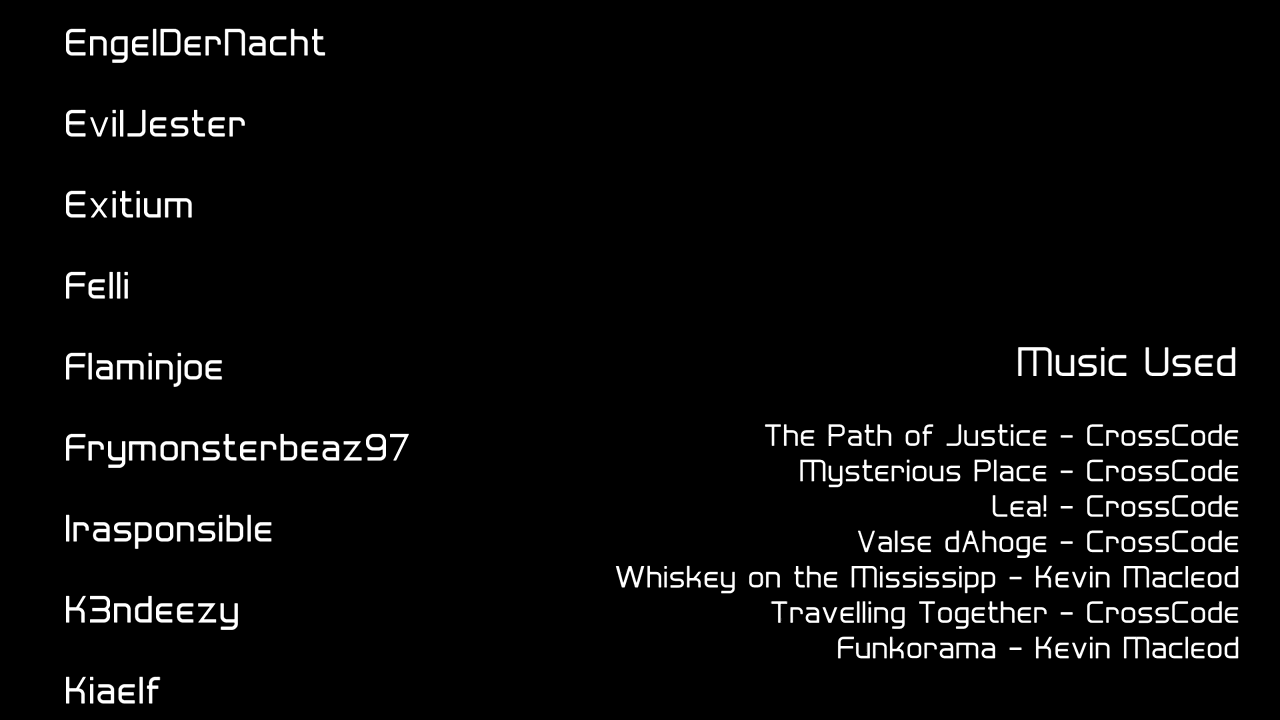 EngelDerNacht
EvilJester
Exitium
Felli
Flaminjoe
Frymonsterbeaz97
Irasponsible
K3ndeezy
Kiaelf
Music Used
The Path of Justice - CrossCode
Mysterious Place - CrossCode
Lea! - CrossCode
Valse dAhoge - CrossCode
Whiskey on the Mississipp - Kevin Macleod
Travelling Together - CrossCode
Funkorama - Kevin Macleod